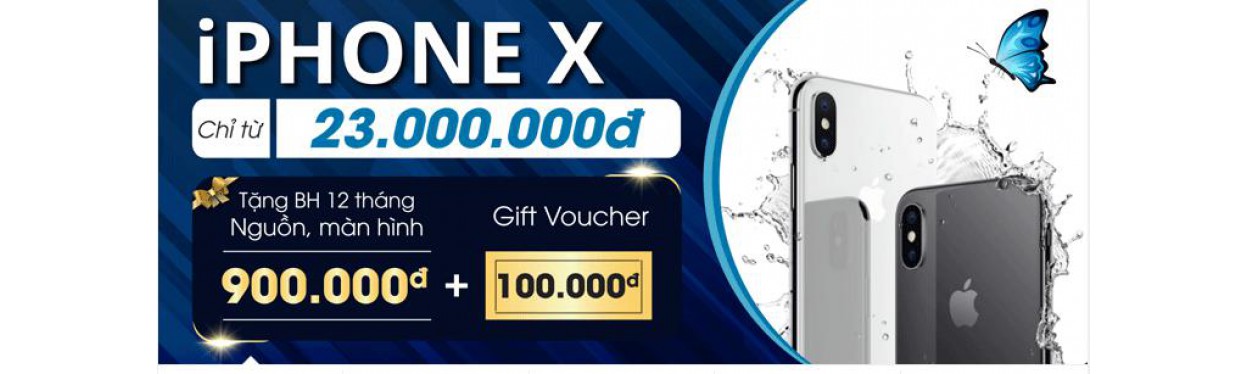 iPHONE X
Chỉ từ 23.000.000đ
Tặng BH 12 tháng
Nguồn, màn hình
900.000đ
+
Gift Voucher
100.000đ